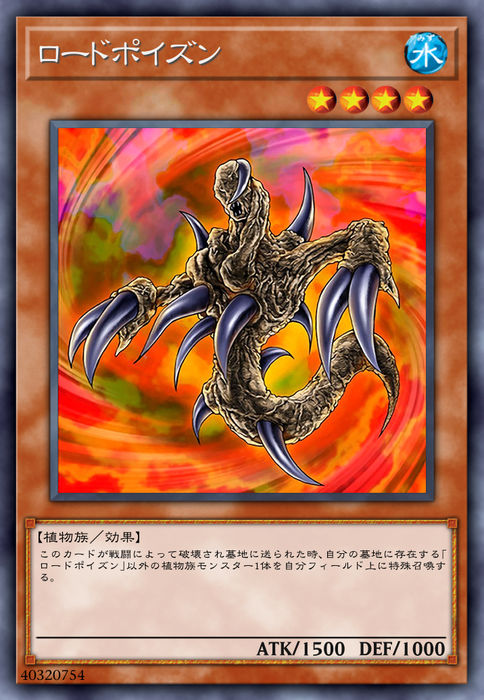 ロードポイズン
みず
水
【植物族／効果】
このカードが戦闘によって破壊され墓地に送られた時、自分の墓地に存在する「
ロードポイズン」以外の植物族モンスター1体を自分フィールド上に特殊召喚す
る。
ATK/1500 DEF/1000
40320754